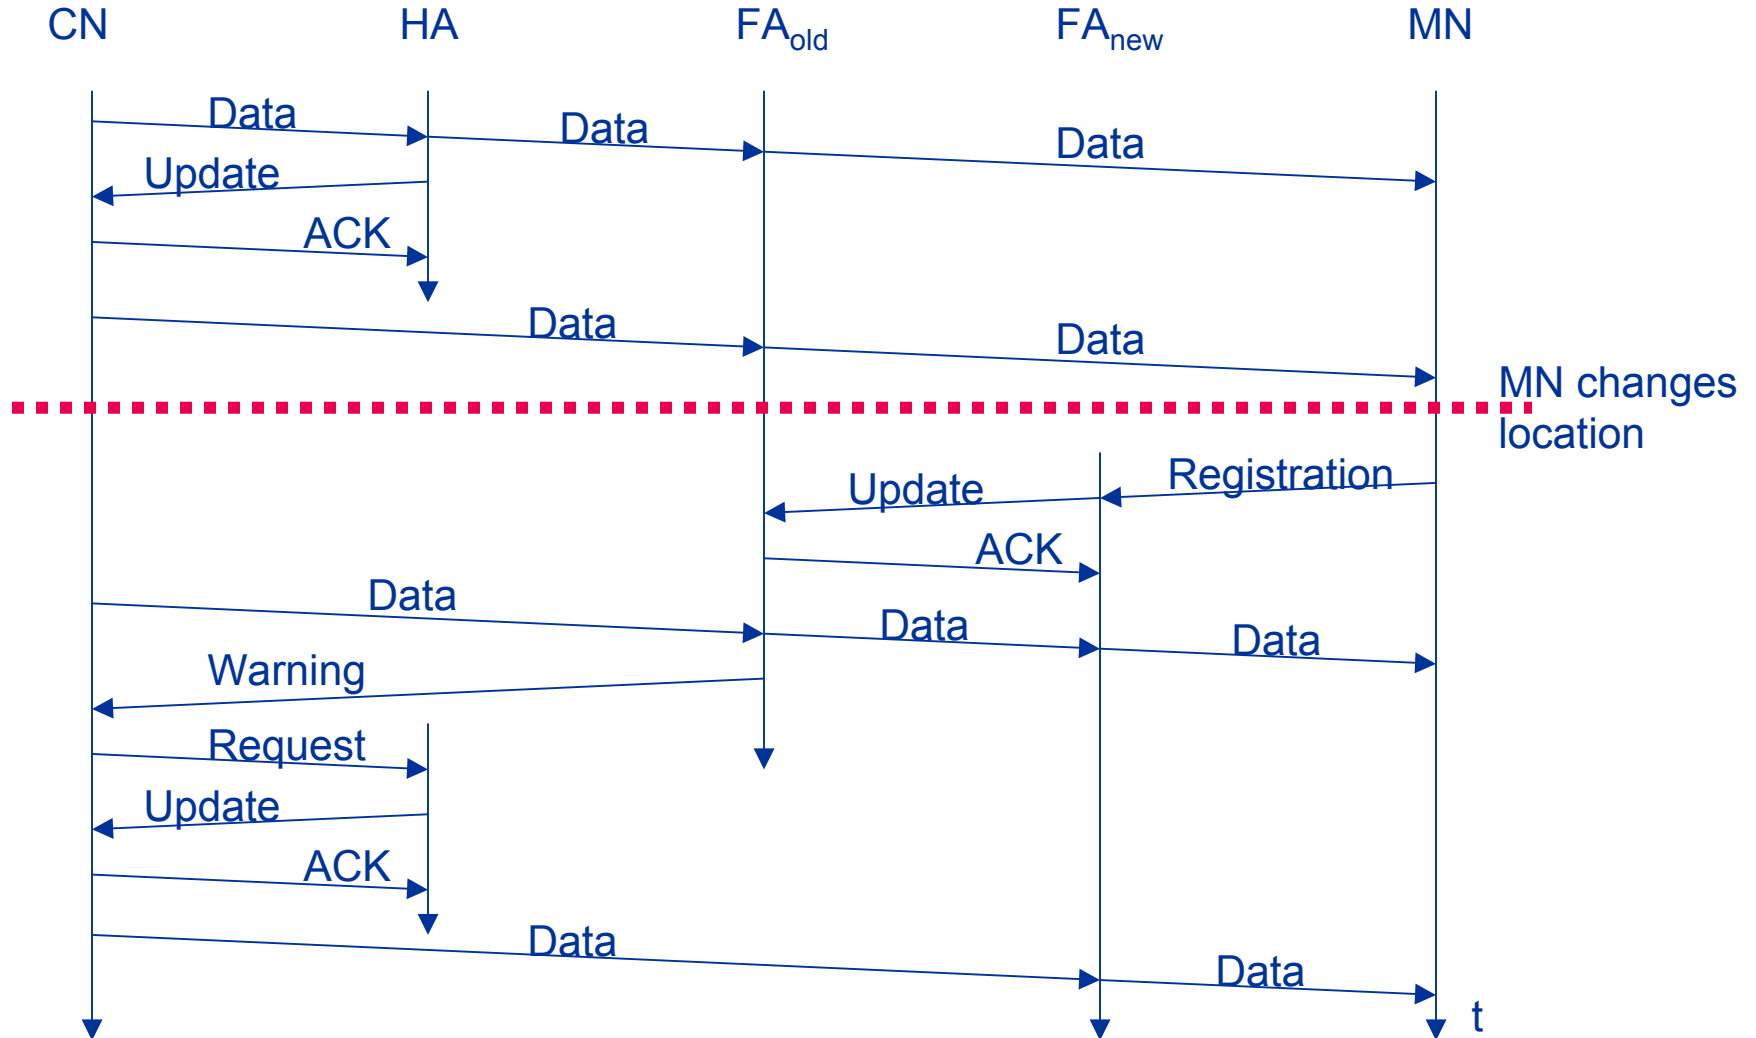 CN HA FAold FAnew MN
Data Data Data
Update
ACK
Data Data
MN changes
location
Update Registration
ACK
Data Data Data
Warning
Request
Update
ACK
Data Data
t